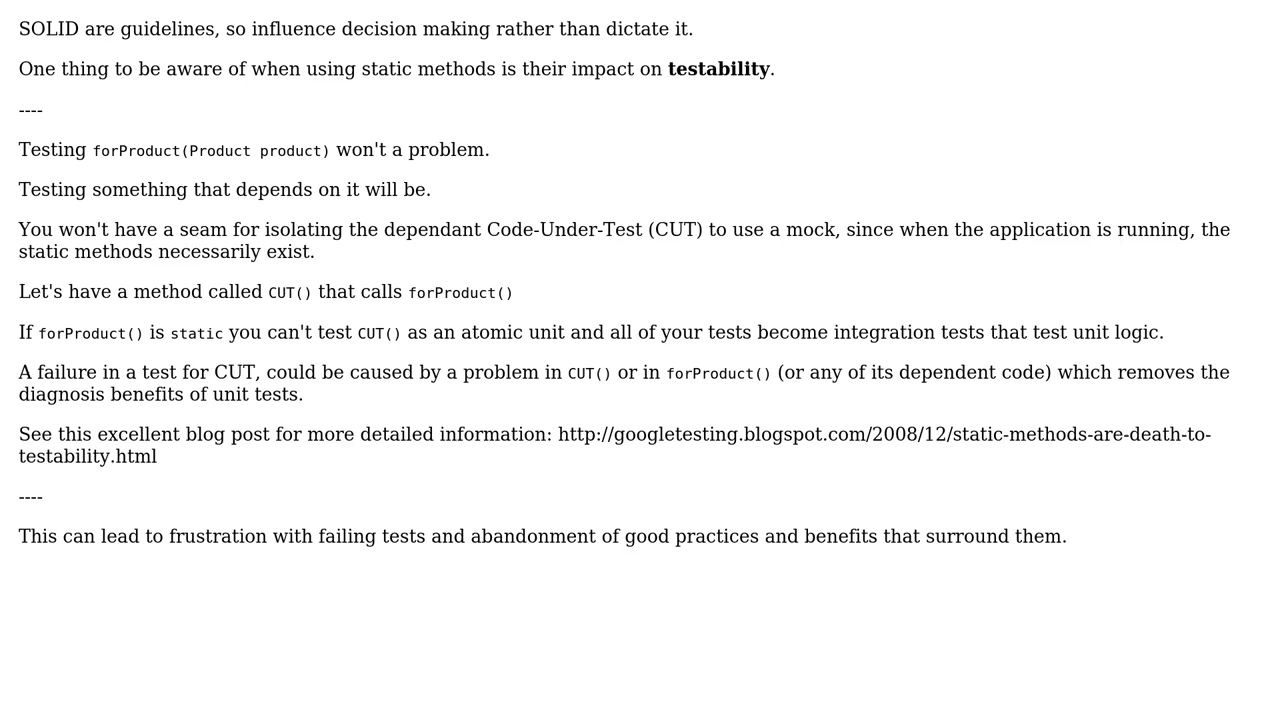 SOLID are guidelines, so influence decision making rather than dictate it.
One thing to be aware of when using static methods is their impact on testability.
----
Testing forProduct(Product product) won't a problem.
Testing something that depends on it will be.
You won't have a seam for isolating the dependant Code-Under-Test (CUT) to use a mock, since when the application is running, the
static methods necessarily exist.
Let's have a method called CUT() that calls forProduct()
If forProduct() is static you can't test CUT() as an atomic unit and all of your tests become integration tests that test unit logic.
A failure in a test for CUT, could be caused by a problem in CUT() or in forProduct() (or any of its dependent code) which removes the
diagnosis benefits of unit tests.
See this excellent blog post for more detailed information: http://googletesting.blogspot.com/2008/12/static-methods-are-death-to-
testability.html
----
This can lead to frustration with failing tests and abandonment of good practices and benefits that surround them.